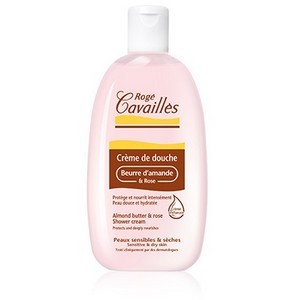 Rogé
Cavaillès
Crème de douche
Beurre d'amande
& Rose
Protège et nourrit intensément
Peau douce et hydratée
Almond butter & rose
Shower cream
Protects and deeply nourishes
Peaux sensibles & sèches
Sensitive & dry skin